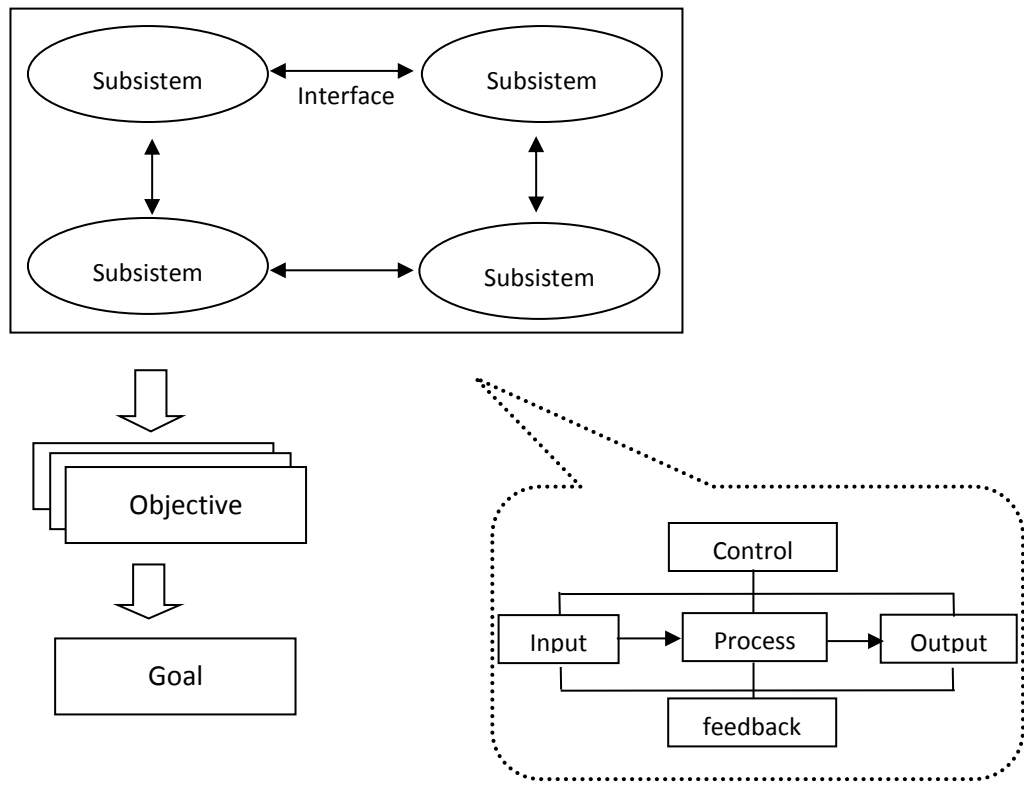 Subsistem
Subsistem
Interface
Subsistem
Subsistem
Objective
Goal
Control
Input
Process
Output
feedback